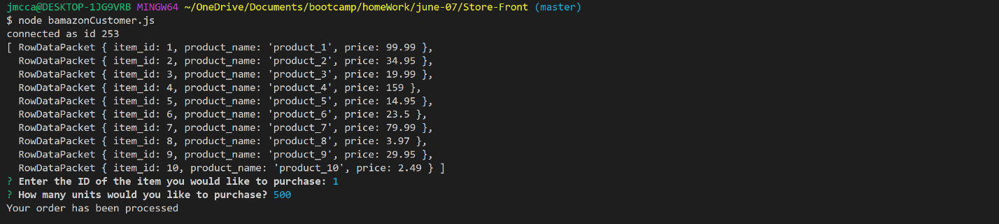 jmcca@DESKTOP-1JG9VRB MINGW64 ~/OneDrive/Documents/bootcamp/homeWork/june-07/Store-Front (master)
$ node bamazonCustomer.js
connected as id 253
[ RowDataPacket { item_id: 1, product_name: 'product_1', price: 99.99 },
  RowDataPacket { item_id: 2, product_name: 'product_2', price: 34.95 },
  RowDataPacket { item_id: 3, product_name: 'product_3', price: 19.99 },
  RowDataPacket { item_id: 4, product_name: 'product_4', price: 159 },
  RowDataPacket { item_id: 5, product_name: 'product_5', price: 14.95 },
  RowDataPacket { item_id: 6, product_name: 'product_6', price: 23.5 },
  RowDataPacket { item_id: 7, product_name: 'product_7', price: 79.99 },
  RowDataPacket { item_id: 8, product_name: 'product_8', price: 3.97 },
  RowDataPacket { item_id: 9, product_name: 'product_9', price: 29.95 },
  RowDataPacket { item_id: 10, product_name: 'product_10', price: 2.49 } ]
? Enter the ID of the item you would like to purchase: 1
? How many units would you like to purchase? 500
Your order has been processed